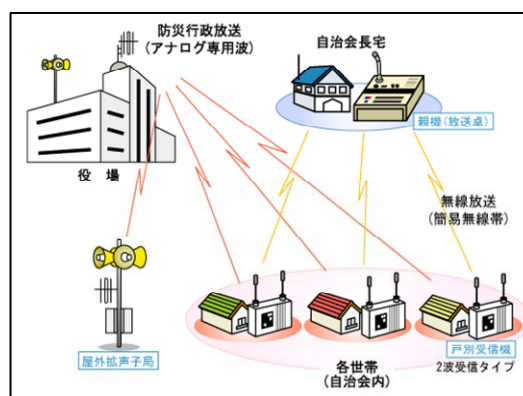 防災行政放送
(アナログ専用波)
自治会長宅
親機(放送卓)
役 場
無線放送
(簡易無線帯)
屋外拡声子局
戸別受信機
2波受信タイプ
各世帯
(自治会内)